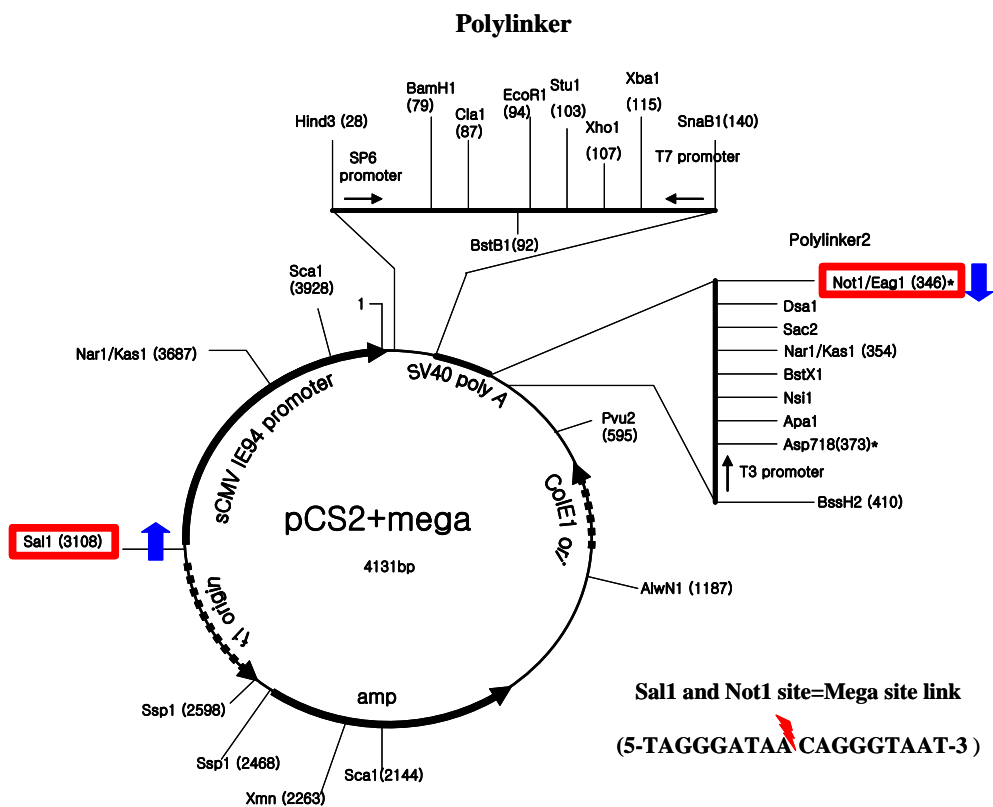 Polylinker
Xba1
(115)
Stu1
(103)
EcoR1
(94)
BamH1
(79)
Cla1
(87)
Hind3 (28)
Xho1
(107)
SnaB1(140)
SP6
promoter
T7 promoter
BstB1(92)
Polylinker2
Not1/Eag1 (346)*
Dsa1
Sac2
Nar1/Kas1 (354)
BstX1
Nsi1
Apa1
Asp718(373)*
T3 promoter
BssH2 (410)
Sca1
(3928)
1
Nar1/Kas1 (3687)
sCMV IE94 promoter
SV40 poly A
Pvu2
(595)
ColE1 ori.
pCS2+mega
4131bp
Sal1 (3108)
AlwN1 (1187)
f1 origin
amp
Ssp1 (2598)
Ssp1 (2468)
Xmn (2263)
Sca1(2144)
Sal1 and Not1 site=Mega site link
(5-TAGGGATAA CAGGGTAAT-3 )